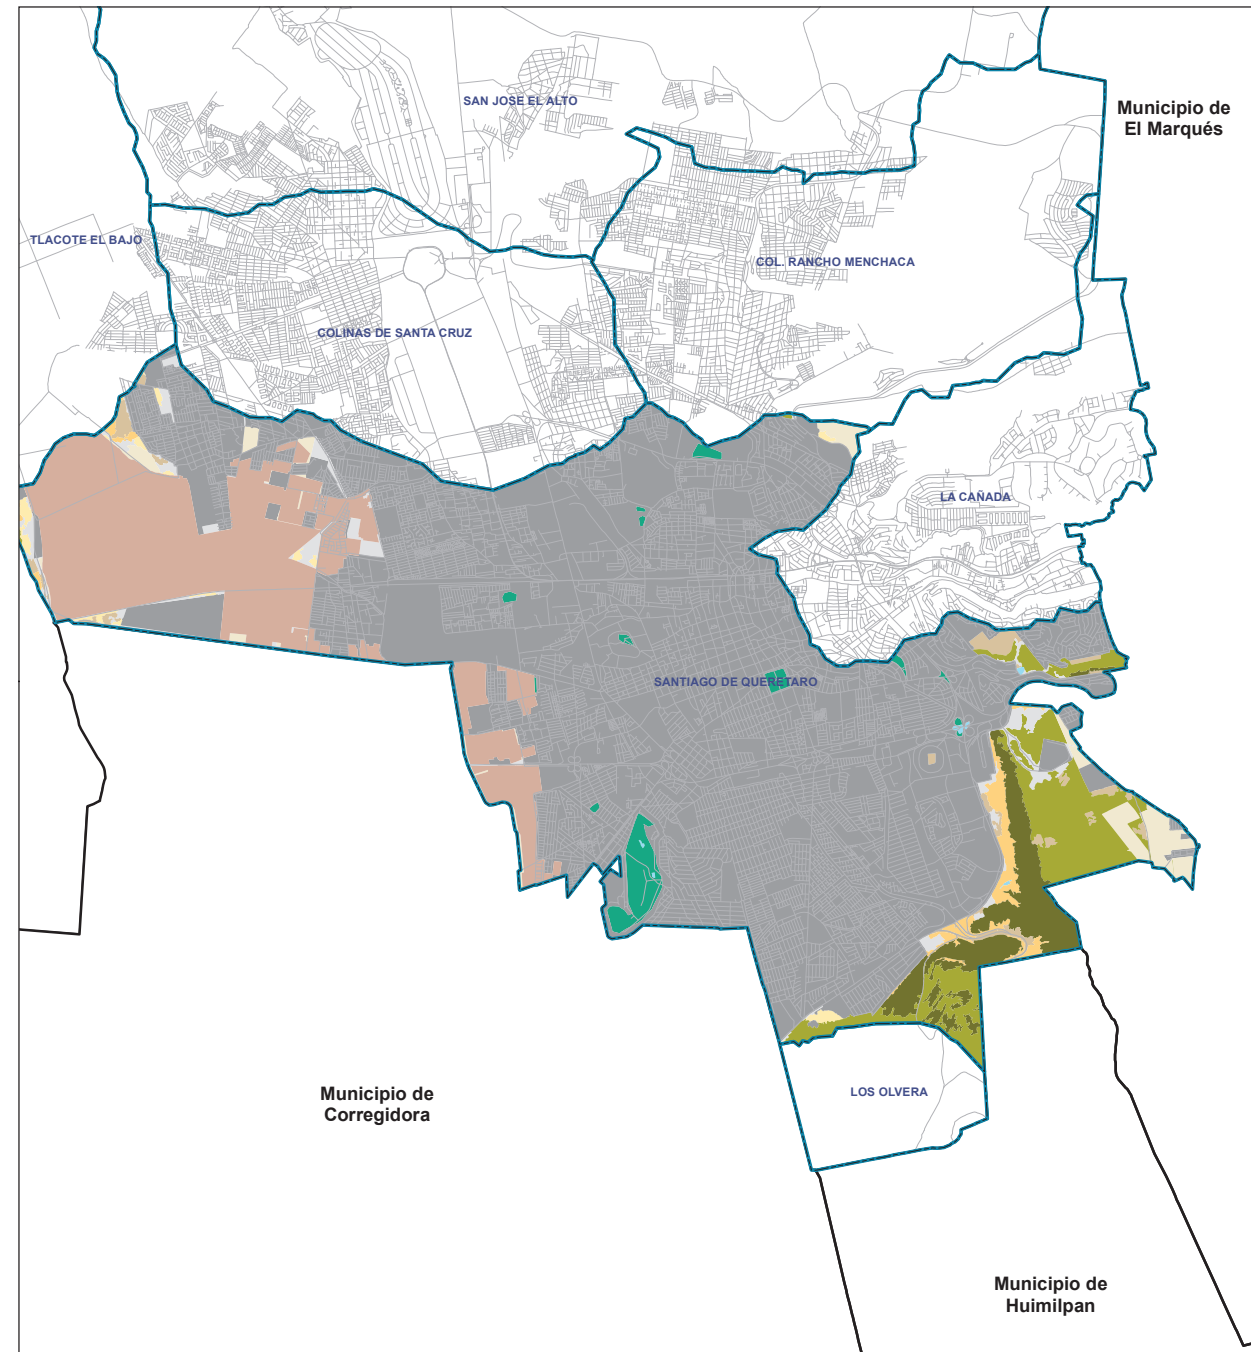 SAN JOSE EL ALTO
Municipio de
El Marqués
TLACOTE EL BAJO
COL. RANCHO MENCHACA
COLINAS DE SANTA CRUZ
LA CAÑADA
SANTIAGO DE QUERETARO
Municipio de
Corregidora
LOS OLVERA
Municipio de
Huimilpan